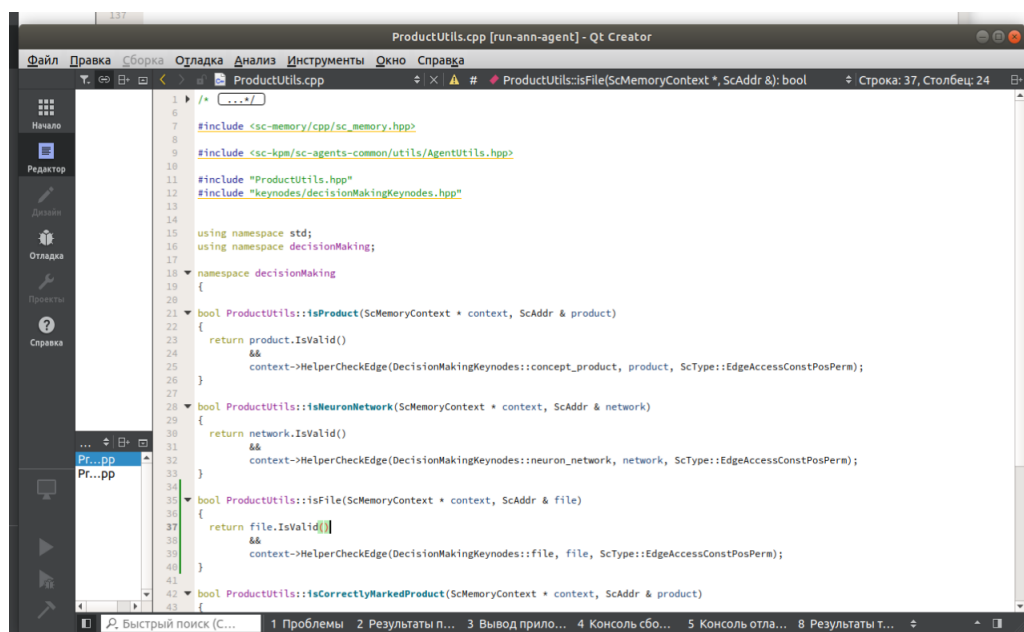 137
ProductUtils.cpp [run-ann-agent] - Qt Creator
Файл Правка Сборка Отладка Анализ Инструменты Окно Справка
ProductUtils.cpp # ProductUtils::isFile(ScMemoryContext *, ScAddr &): bool Строка: 37, Столбец: 24
Начало
Редактор
Дизайн
Отладка
Проекты
Справка
... 
Pr...pp
Pr...pp
1 /* (...*/)
6
7 #include <sc-memory/cpp/sc_memory.hpp>
8
9 #include <sc-kpm/sc-agents-common/utils/AgentUtils.hpp>
10
11 #include "ProductUtils.hpp"
12 #include "keynodes/decisionMakingKeynodes.hpp"
13
14
15 using namespace std;
16 using namespace decisionMaking;
17
18 namespace decisionMaking
19 {
20
21 bool ProductUtils::isProduct(ScMemoryContext * context, ScAddr & product)
22 {
23 return product.IsValid()
24 &&
25 context->HelperCheckEdge(DecisionMakingKeynodes::concept_product, product, ScType::EdgeAccessConstPosPerm);
26 }
27
28 bool ProductUtils::isNeuronNetwork(ScMemoryContext * context, ScAddr & network)
29 {
30 return network.IsValid()
31 &&
32 context->HelperCheckEdge(DecisionMakingKeynodes::neuron_network, network, ScType::EdgeAccessConstPosPerm);
33 }
34
35 bool ProductUtils::isFile(ScMemoryContext * context, ScAddr & file)
36 {
37 return file.IsValid()
38 &&
39 context->HelperCheckEdge(DecisionMakingKeynodes::file, file, ScType::EdgeAccessConstPosPerm);
40 }
41
42 bool ProductUtils::isCorrectlyMarkedProduct(ScMemoryContext * context, ScAddr & product)
43 {
Быстрый поиск (С... 1 Проблемы 2 Результаты п... 3 Вывод прило... 4 Консоль сбо... 5 Консоль отла... 8 Результаты т...